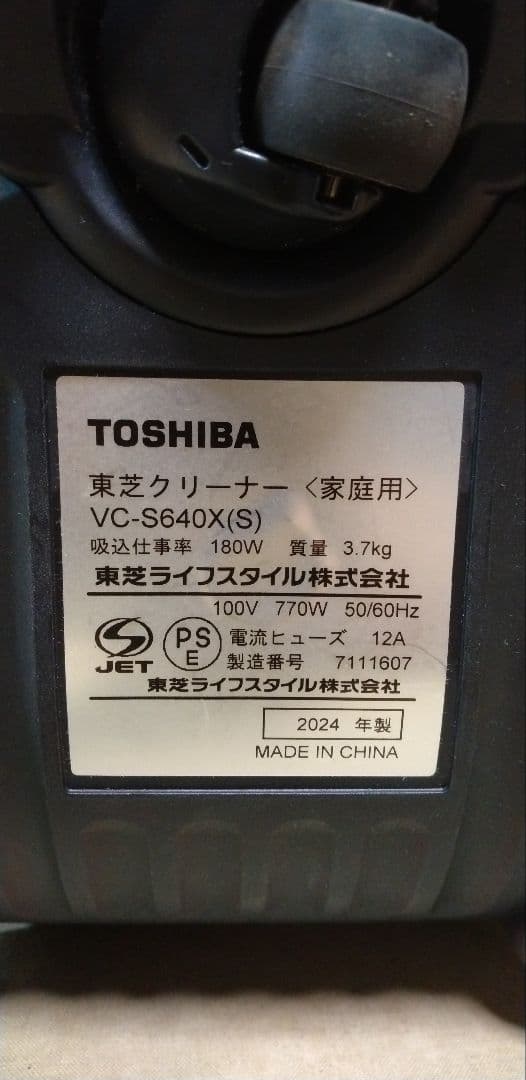 TOSHIBA
東芝クリーナー〈家庭用〉
VC-S640X(S)
吸込仕事率 180W 質量 3.7kg
東芝ライフスタイル株式会社
100V 770W 50/60Hz
S JET PS E 電流ヒューズ 12A
製造番号 7111607
東芝ライフスタイル株式会社
2024 年製
MADE IN CHINA